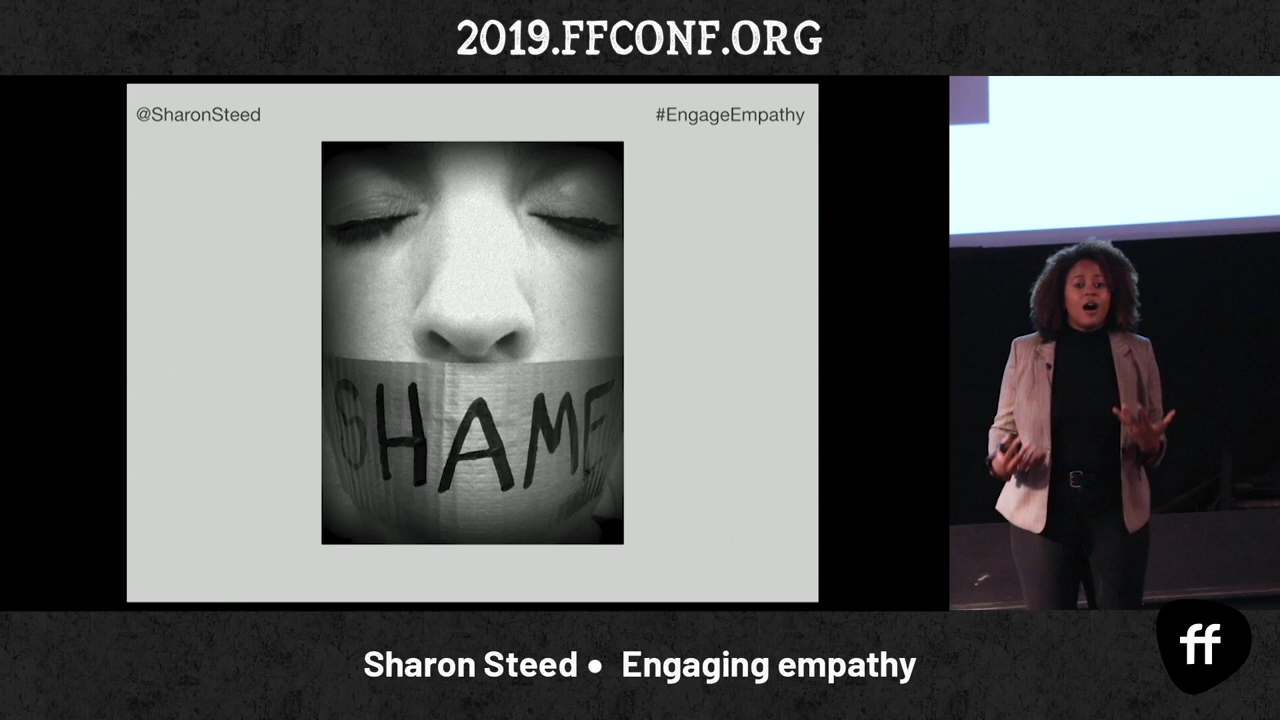 2019.FFCONF.ORG
@SharonSteed
#EngageEmpathy
SHAME
Sharon Steed • Engaging empathy
ff